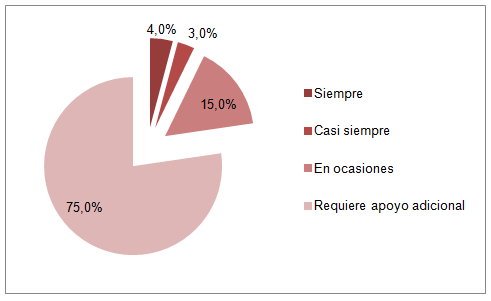 4,0%
3,0%
15,0%
75,0%
Siempre
Casi siempre
En ocasiones
Requiere apoyo adicional